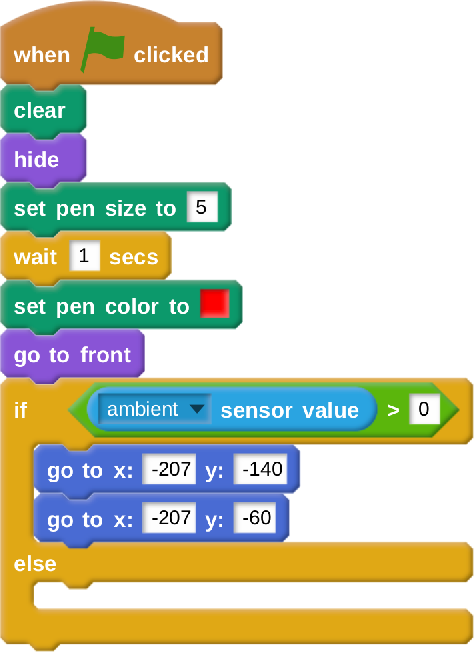 when clicked
clear
hide
set pen size to 5
wait 1 secs
set pen color to
go to front
if ambient sensor value > 0
go to x: -207 y: -140
go to x: -207 y: -60
else